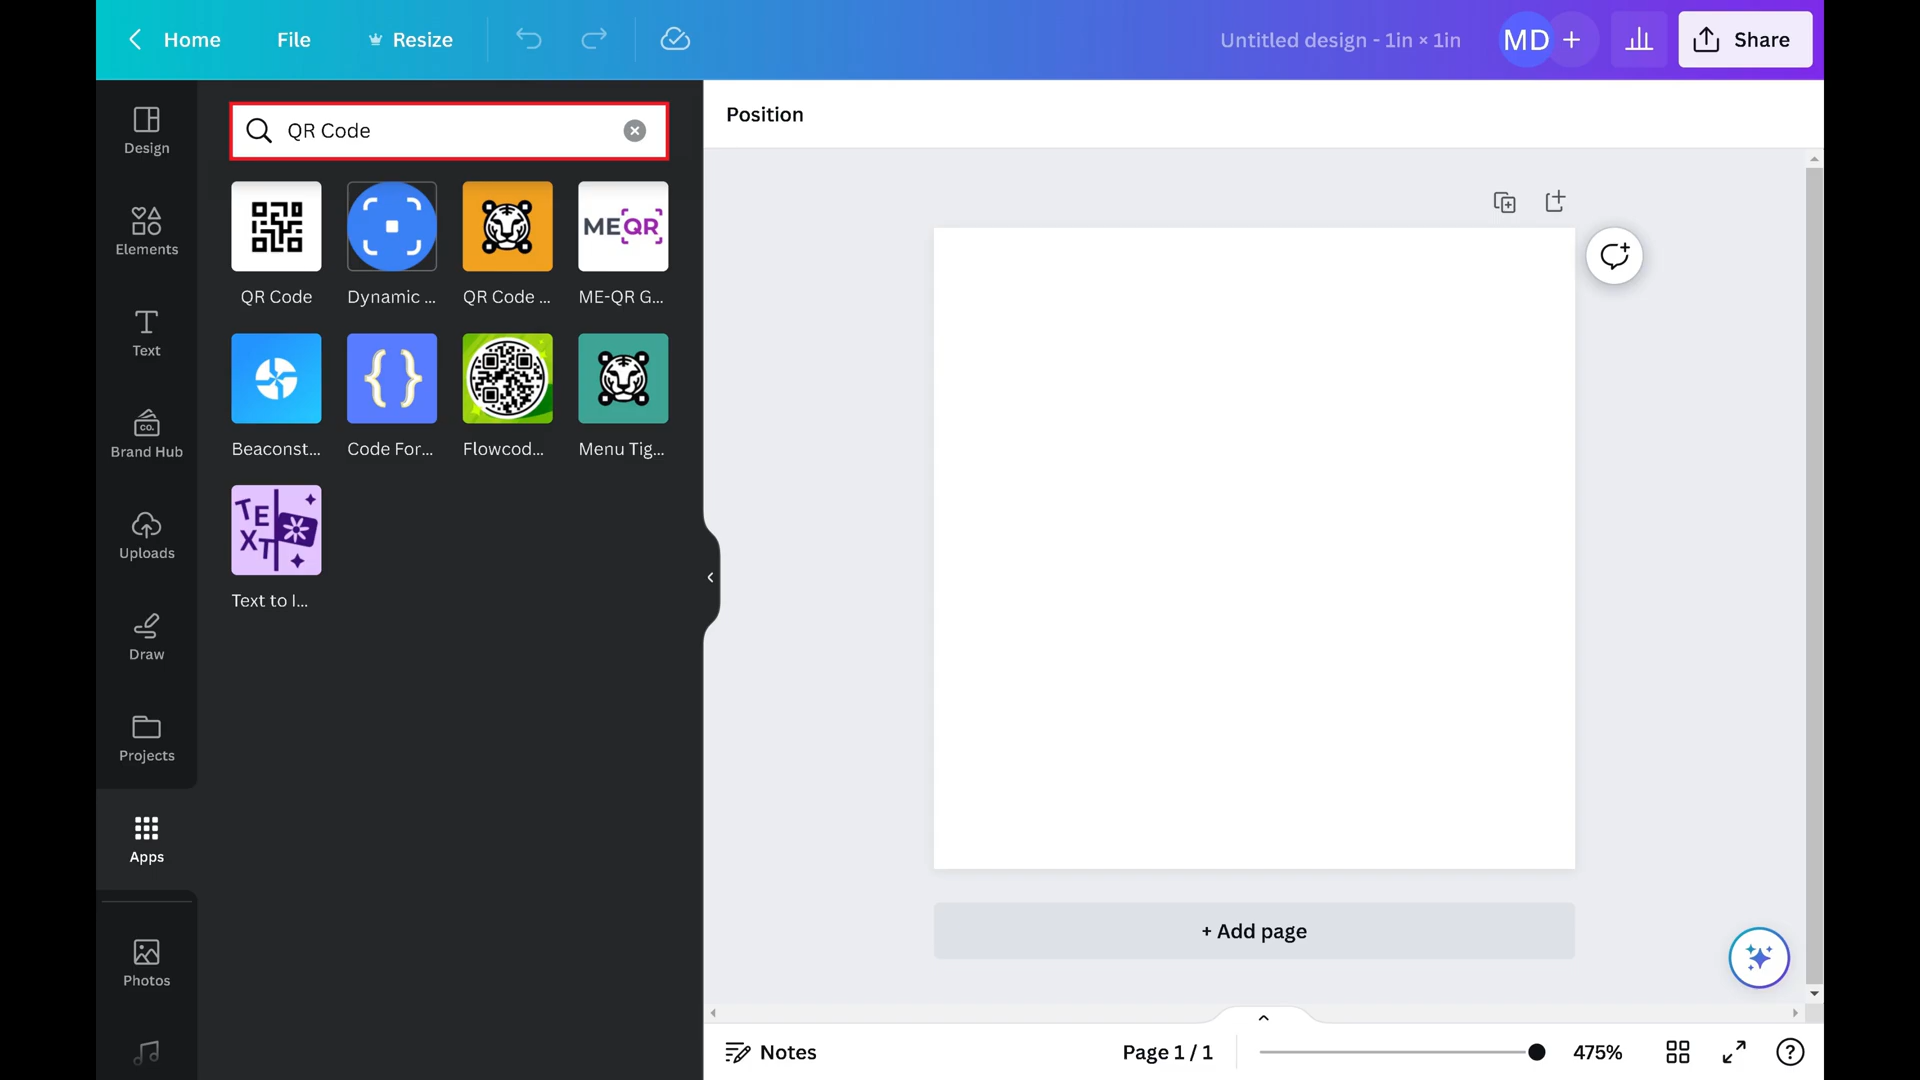 Home File Resize Untitled design - 1in × 1in MD + Share
QR Code
Position
Design
Elements
Text
Brand Hub
CO.
Uploads
Draw
Projects
Apps
Photos
MEQR
QR Code Dynamic ... QR Code ... ME-QR G...
{ }
Beaconst... Code For... Flowcod... Menu Tig...
TEXT
Text to I...
+ Add page
Notes Page 1 / 1 475% ?